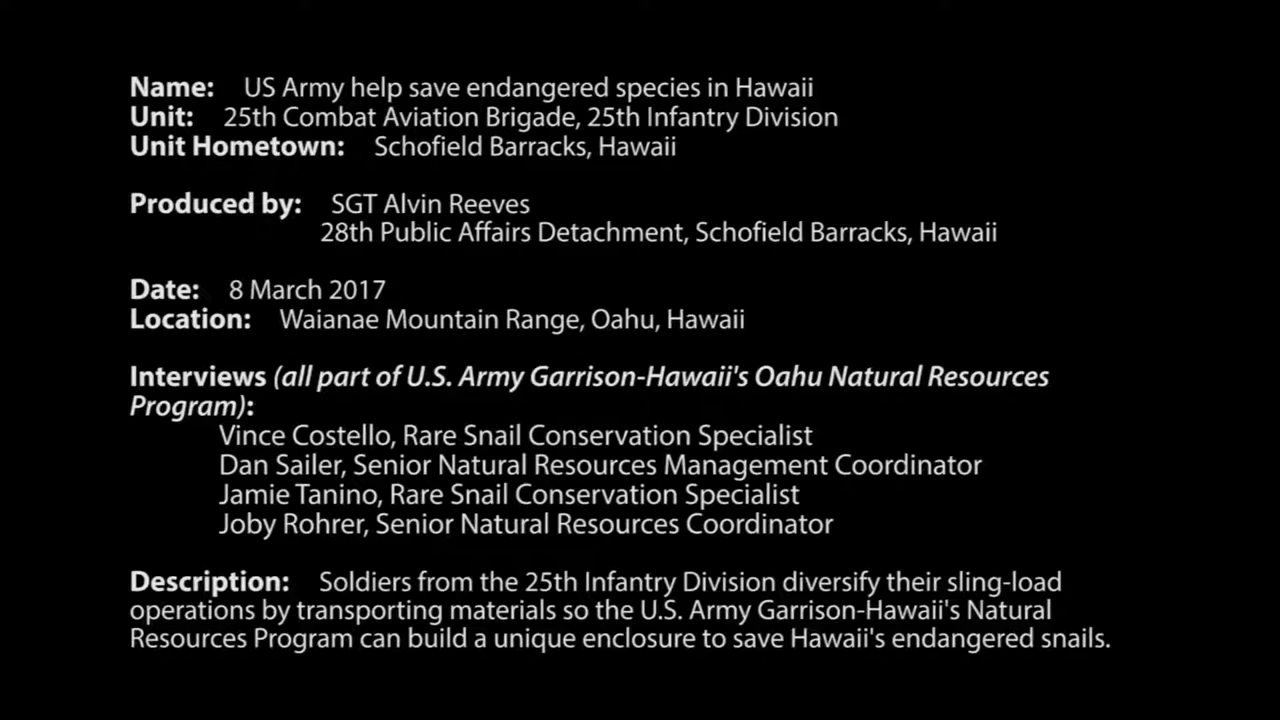 Name: US Army help save endangered species in Hawaii
Unit: 25th Combat Aviation Brigade, 25th Infantry Division
Unit Hometown: Schofield Barracks, Hawaii
Produced by: SGT Alvin Reeves
28th Public Affairs Detachment, Schofield Barracks, Hawaii
Date: 8 March 2017
Location: Waianae Mountain Range, Oahu, Hawaii
Interviews (all part of U.S. Army Garrison-Hawaii's Oahu Natural Resources
Program):
Vince Costello, Rare Snail Conservation Specialist
Dan Sailer, Senior Natural Resources Management Coordinator
Jamie Tanino, Rare Snail Conservation Specialist
Joby Rohrer, Senior Natural Resources Coordinator
Description: Soldiers from the 25th Infantry Division diversify their sling-load
operations by transporting materials so the U.S. Army Garrison-Hawaii's Natural
Resources Program can build a unique enclosure to save Hawaii's endangered snails.